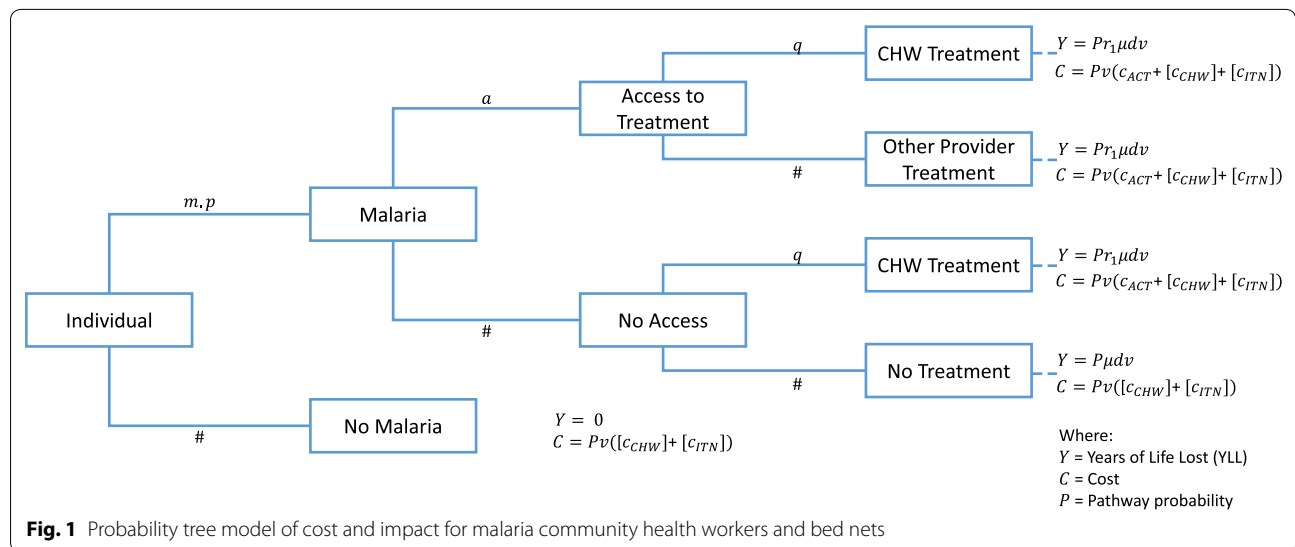 q
CHW Treatment
Y = Pr₁μdv
C = Pv(c_ACT + [c_CHW] + [c_ITN])
a
Access to
Treatment
#
Other Provider
Treatment
Y = Pr₁μdv
C = Pv(c_ACT + [c_CHW] + [c_ITN])
m.p
Malaria
q
CHW Treatment
Y = Pr₁μdv
C = Pv(c_ACT + [c_CHW] + [c_ITN])
Individual
#
No Access
#
No Treatment
Y = Pμdv
C = Pv([c_CHW] + [c_ITN])
#
No Malaria
Y = 0
C = Pv([c_CHW] + [c_ITN])
Where:
Y = Years of Life Lost (YLL)
C = Cost
P = Pathway probability
Fig. 1 Probability tree model of cost and impact for malaria community health workers and bed nets